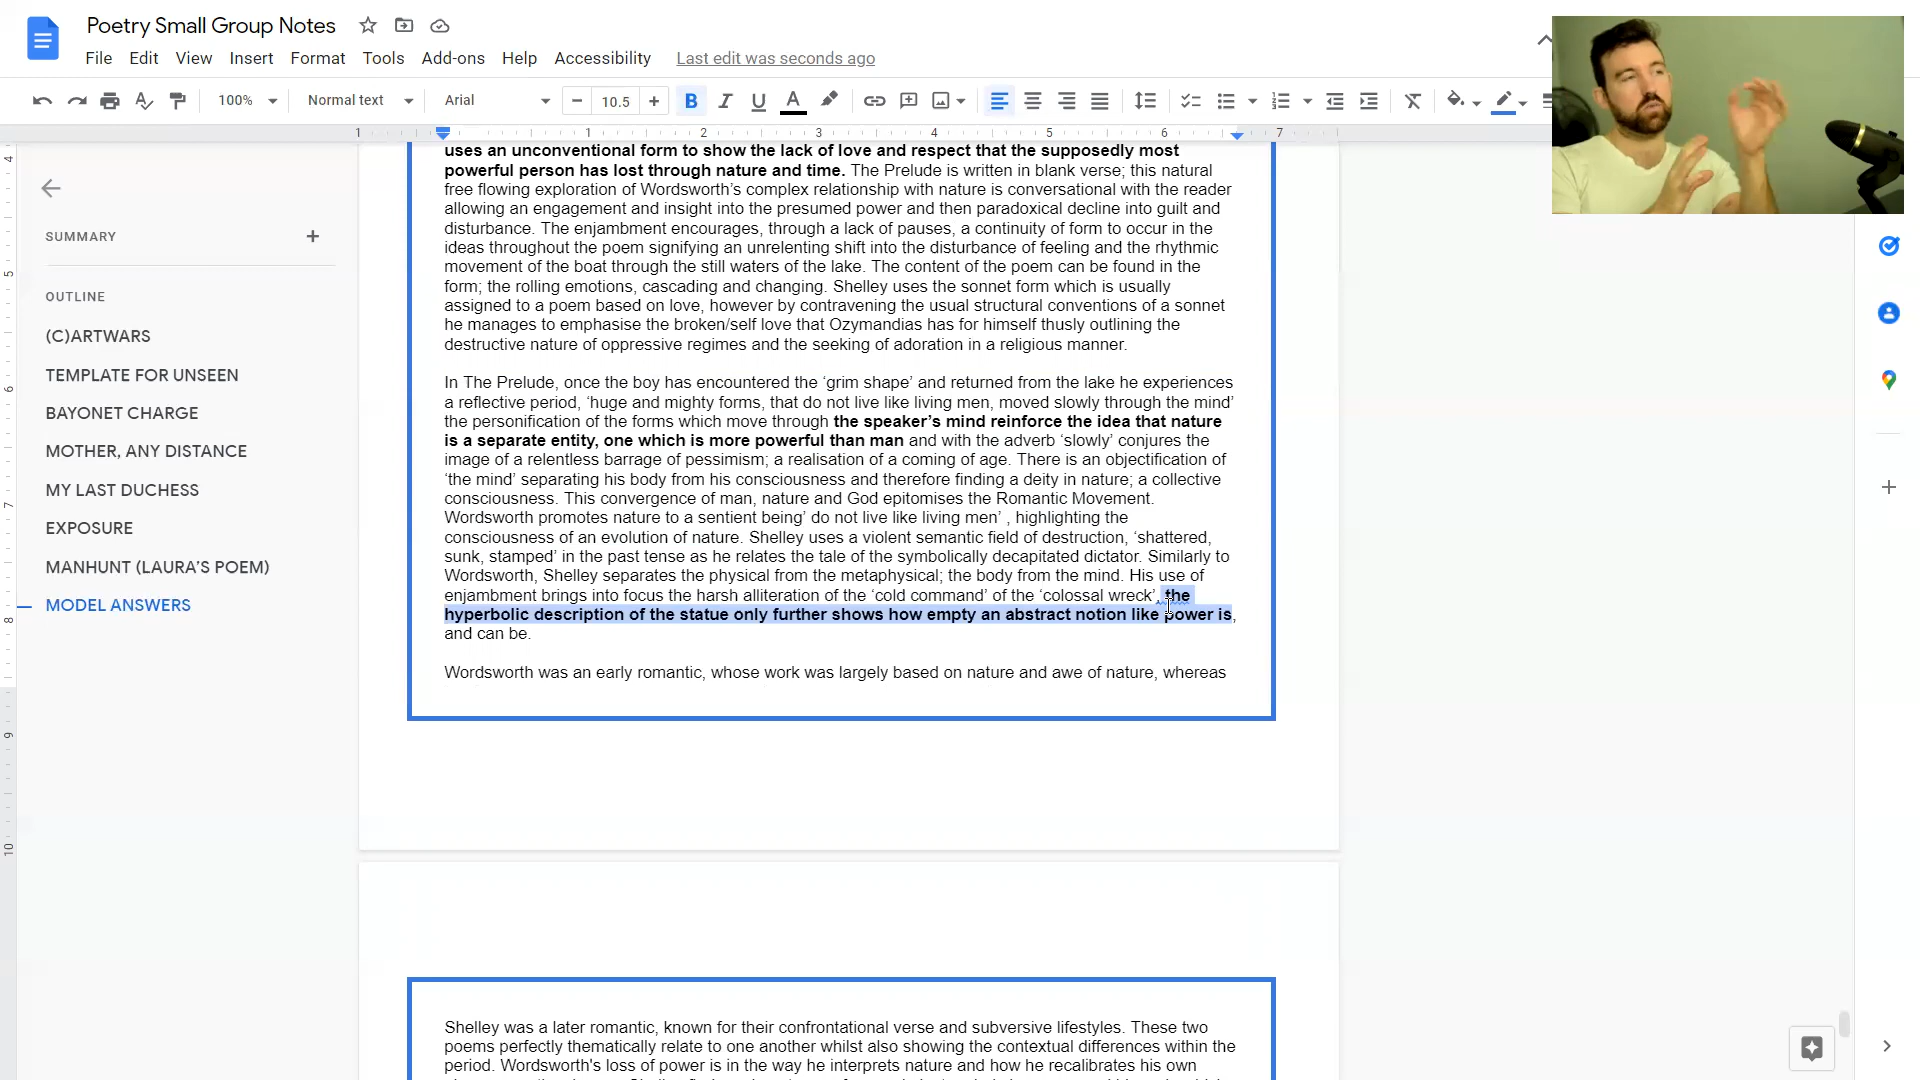 Poetry Small Group Notes
File Edit View Insert Format Tools Add-ons Help Accessibility Last edit was seconds ago
100% Normal text Arial 10.5
1 1 2 3 4 5 6 7
4
5
6
7
8
9
10
SUMMARY
OUTLINE
(C)ARTWARS
TEMPLATE FOR UNSEEN
BAYONET CHARGE
MOTHER, ANY DISTANCE
MY LAST DUCHESS
EXPOSURE
MANHUNT (LAURA'S POEM)
MODEL ANSWERS
uses an unconventional form to show the lack of love and respect that the supposedly most
powerful person has lost through nature and time. The Prelude is written in blank verse; this natural
free flowing exploration of Wordsworth's complex relationship with nature is conversational with the reader
allowing an engagement and insight into the presumed power and then paradoxical decline into guilt and
disturbance. The enjambment encourages, through a lack of pauses, a continuity of form to occur in the
ideas throughout the poem signifying an unrelenting shift into the disturbance of feeling and the rhythmic
movement of the boat through the still waters of the lake. The content of the poem can be found in the
form; the rolling emotions, cascading and changing. Shelley uses the sonnet form which is usually
assigned to a poem based on love, however by contravening the usual structural conventions of a sonnet
he manages to emphasise the broken/self love that Ozymandias has for himself thusly outlining the
destructive nature of oppressive regimes and the seeking of adoration in a religious manner.
In The Prelude, once the boy has encountered the 'grim shape' and returned from the lake he experiences
a reflective period, 'huge and mighty forms, that do not live like living men, moved slowly through the mind'
the personification of the forms which move through the speaker's mind reinforce the idea that nature
is a separate entity, one which is more powerful than man and with the adverb 'slowly' conjures the
image of a relentless barrage of pessimism; a realisation of a coming of age. There is an objectification of
'the mind' separating his body from his consciousness and therefore finding a deity in nature; a collective
consciousness. This convergence of man, nature and God epitomises the Romantic Movement.
Wordsworth promotes nature to a sentient being' do not live like living men' , highlighting the
consciousness of an evolution of nature. Shelley uses a violent semantic field of destruction, 'shattered,
sunk, stamped' in the past tense as he relates the tale of the symbolically decapitated dictator. Similarly to
Wordsworth, Shelley separates the physical from the metaphysical; the body from the mind. His use of
enjambment brings into focus the harsh alliteration of the 'cold command' of the 'colossal wreck', the
hyperbolic description of the statue only further shows how empty an abstract notion like power is,
and can be.
Wordsworth was an early romantic, whose work was largely based on nature and awe of nature, whereas
Shelley was a later romantic, known for their confrontational verse and subversive lifestyles. These two
poems perfectly thematically relate to one another whilst also showing the contextual differences within the
period. Wordsworth's loss of power is in the way he interprets nature and how he recalibrates his own